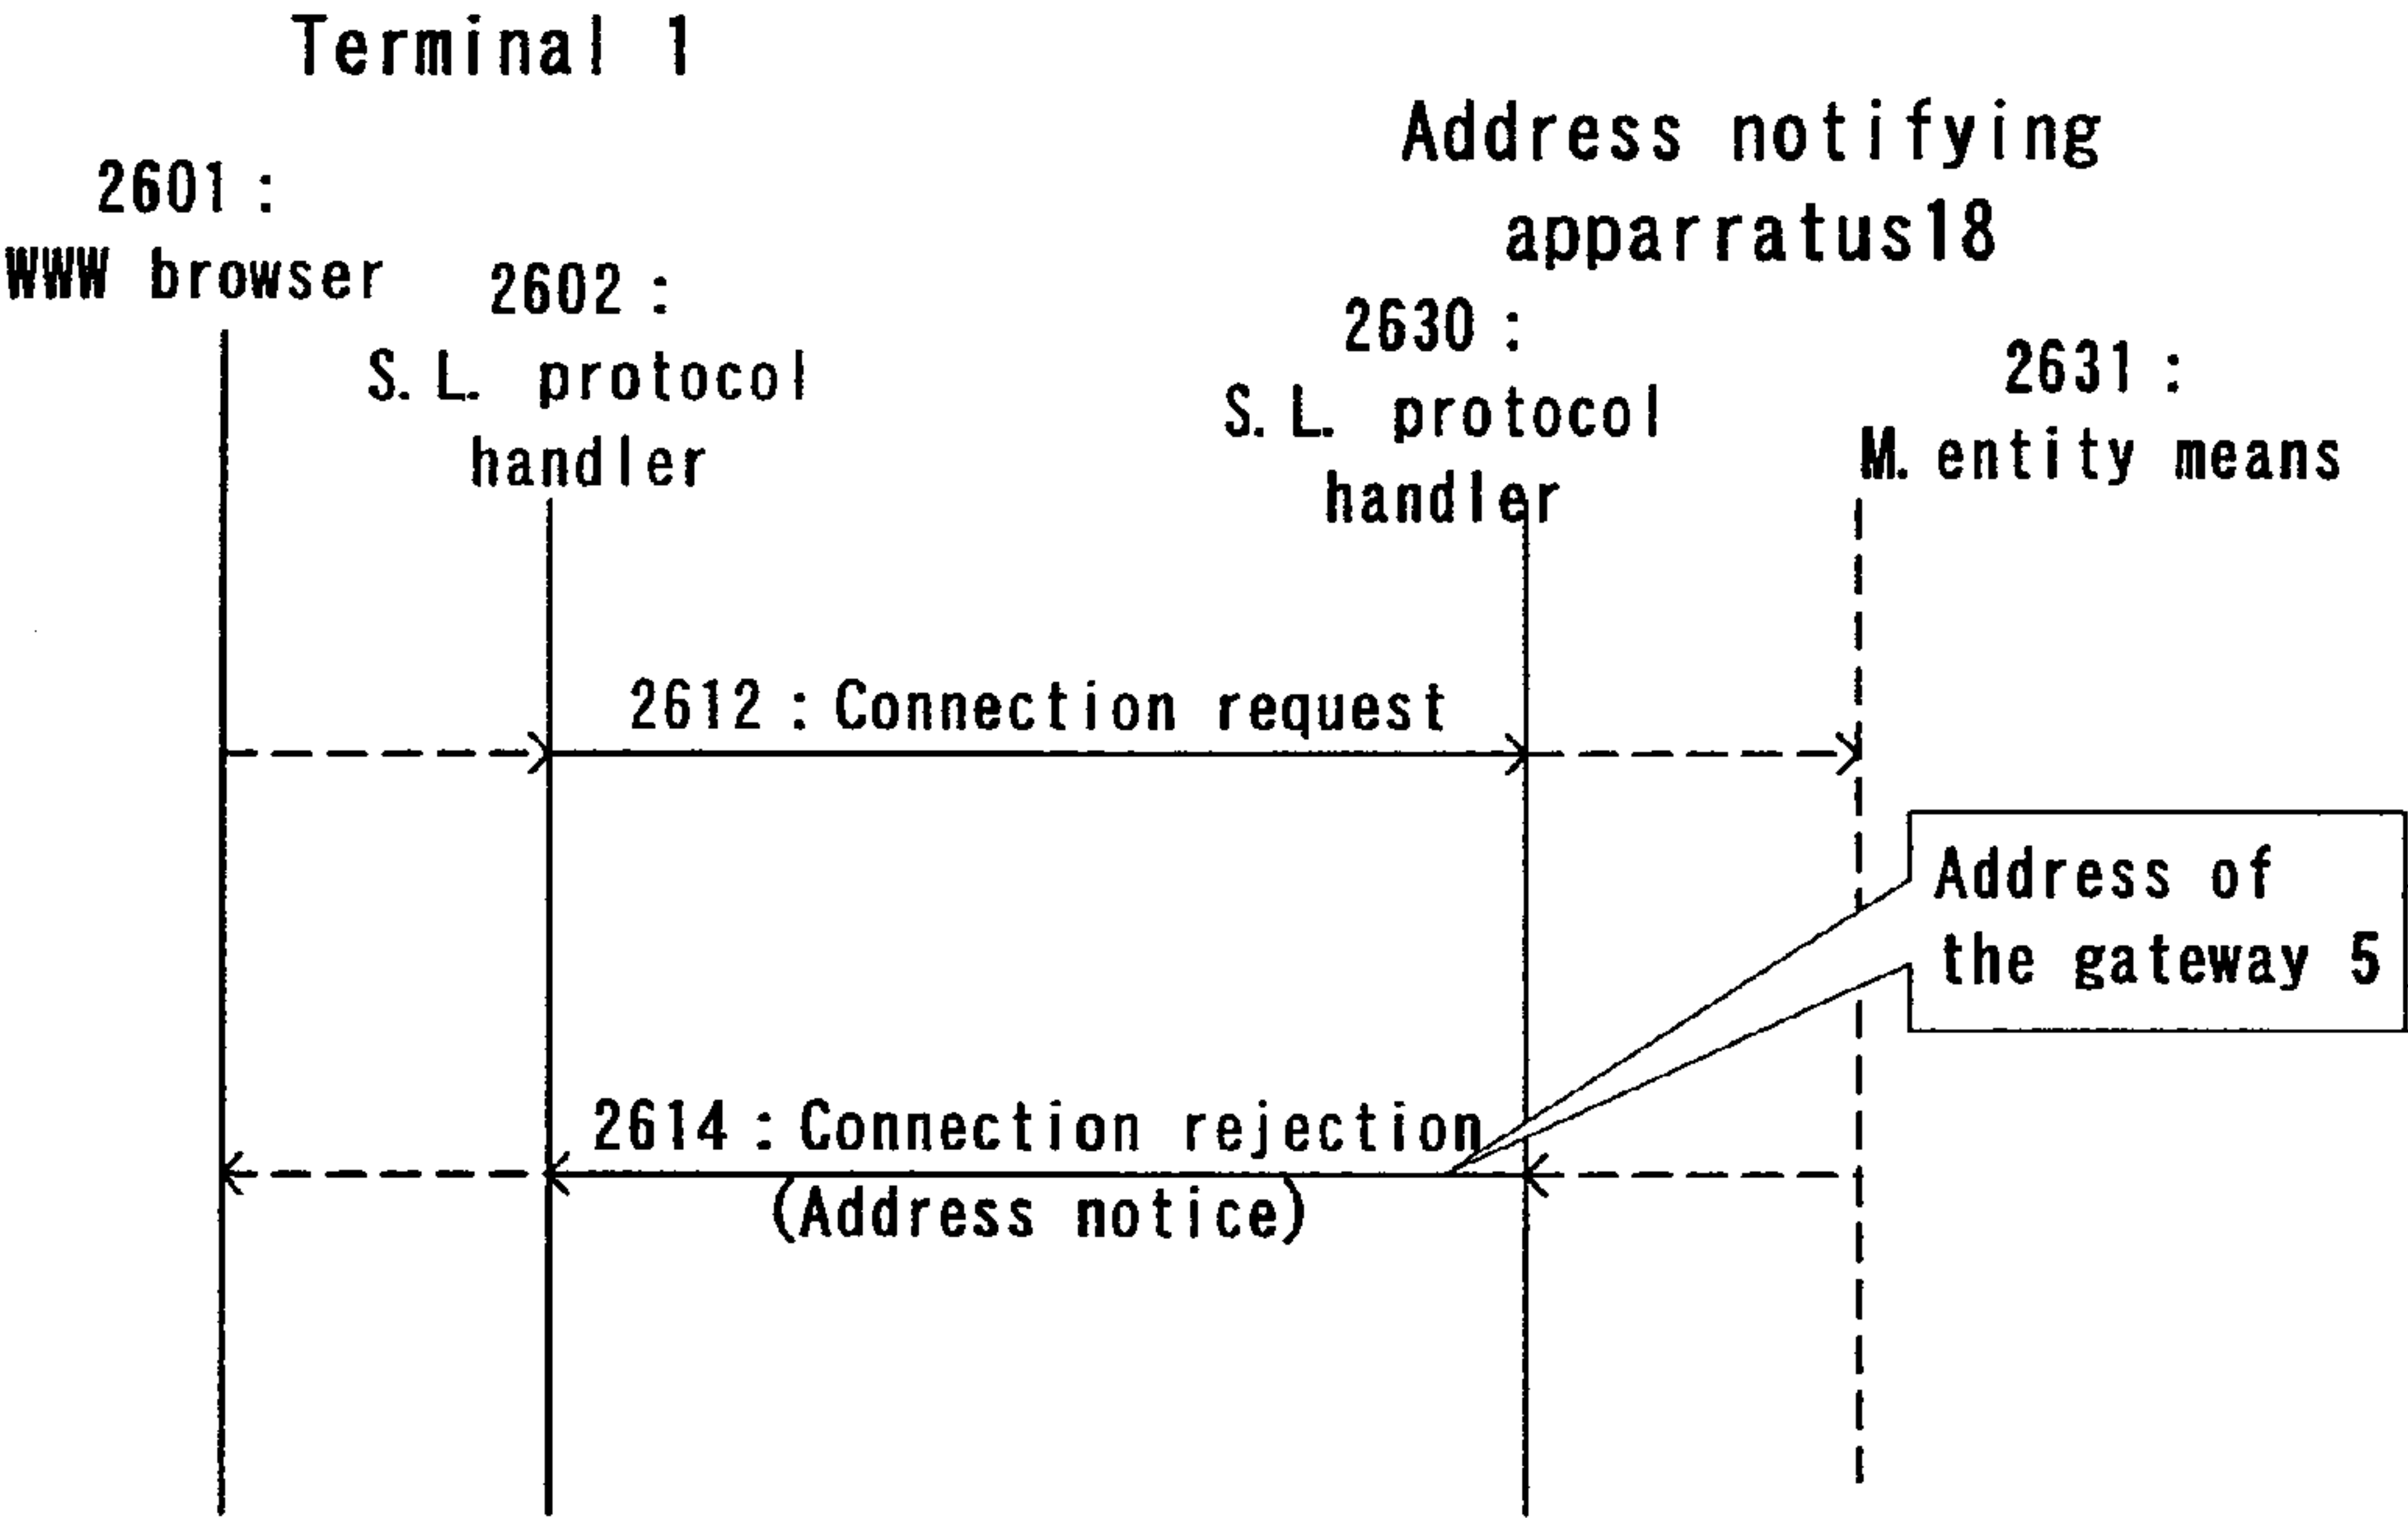 Terminal 1
Address notifying
apparratus18
2601 :
WWW browser
2602 :
S. L. protocol
handler
2630 :
S. L. protocol
handler
2631 :
M. entity means
2612 : Connection request
Address of
the gateway 5
2614 : Connection rejection
(Address notice)